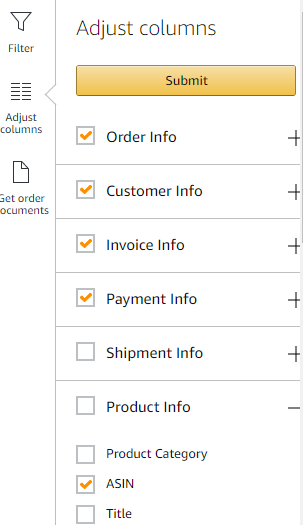 Filter
Adjust
columns
Get order
ocuments
Adjust columns
Submit
Order Info
Customer Info
Invoice Info
Payment Info
Shipment Info
Product Info
Product Category
ASIN
Title